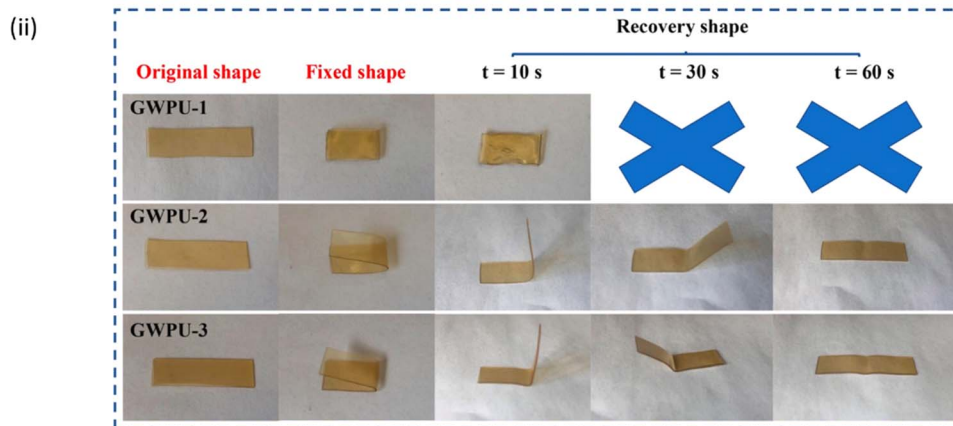 (ii)
Recovery shape
Original shape Fixed shape t = 10 s t = 30 s t = 60 s
GWPU-1
GWPU-2
GWPU-3